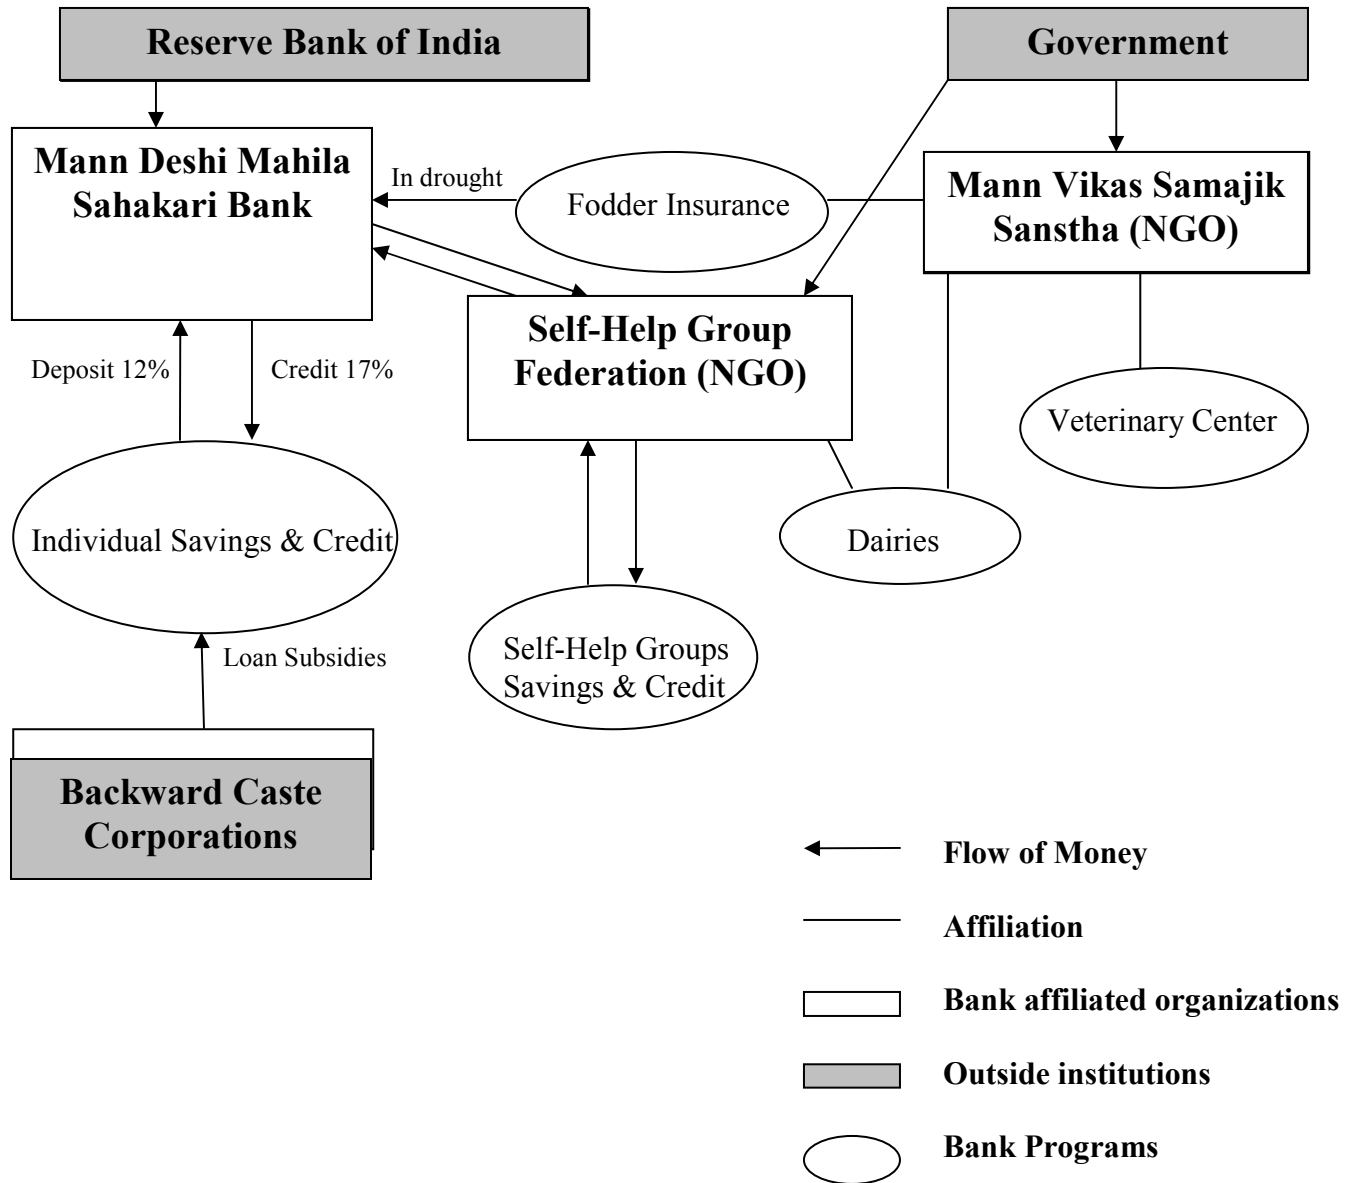 Reserve Bank of India
Government
Mann Deshi Mahila
Sahakari Bank
In drought
Fodder Insurance
Mann Vikas Samajik
Sanstha (NGO)
Self-Help Group
Federation (NGO)
Deposit 12%
Credit 17%
Veterinary Center
Individual Savings & Credit
Dairies
Loan Subsidies
Self-Help Groups
Savings & Credit
Backward Caste
Corporations
Flow of Money
Affiliation
Bank affiliated organizations
Outside institutions
Bank Programs